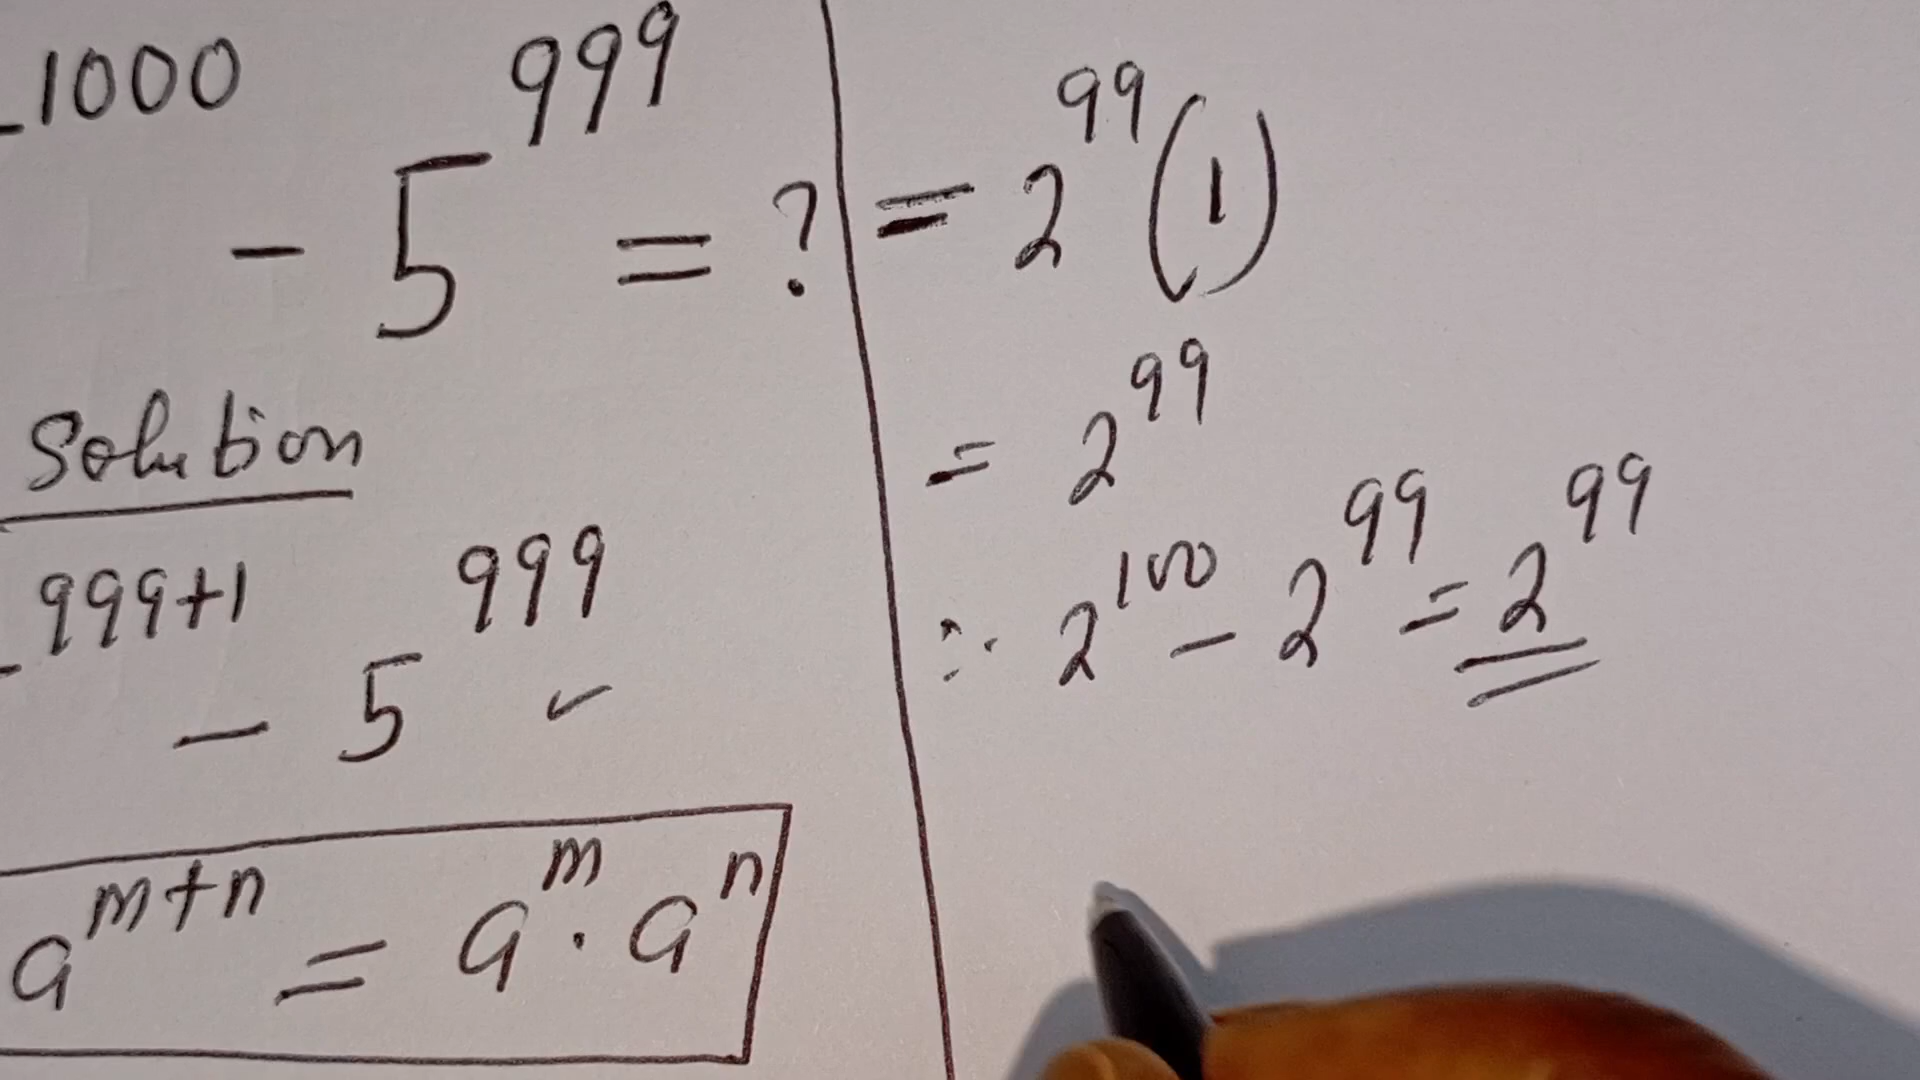 1000
- 5^999 = ?
Solution
999+1
- 5^999 ✓
a^m+n = a^m . a^n
= 2^99 (1)
= 2^99
∴ 2^100 - 2^99 = 2^99